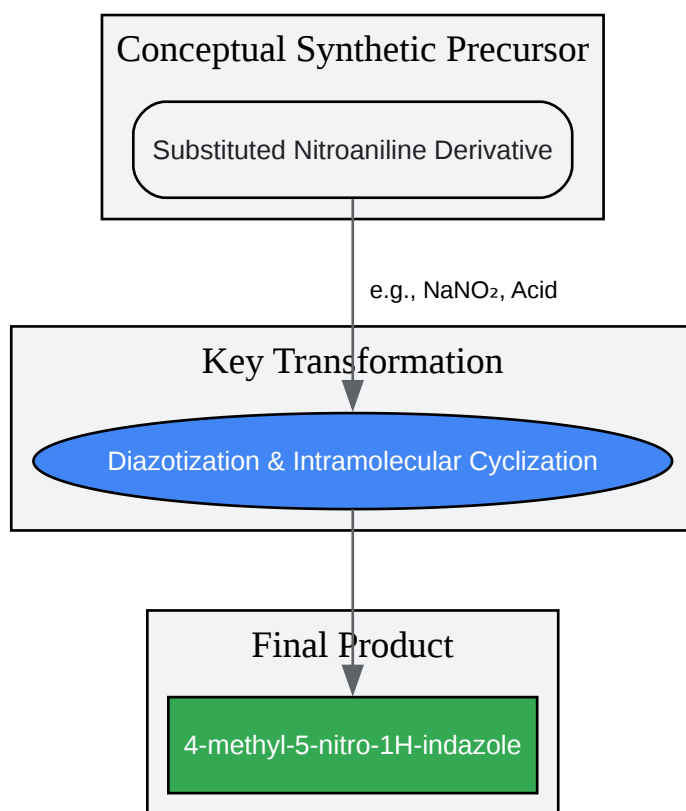 Conceptual Synthetic Precursor
Substituted Nitroaniline Derivative
e.g., NaNO₂, Acid
Key Transformation
Diazotization & Intramolecular Cyclization
Final Product
4-methyl-5-nitro-1H-indazole